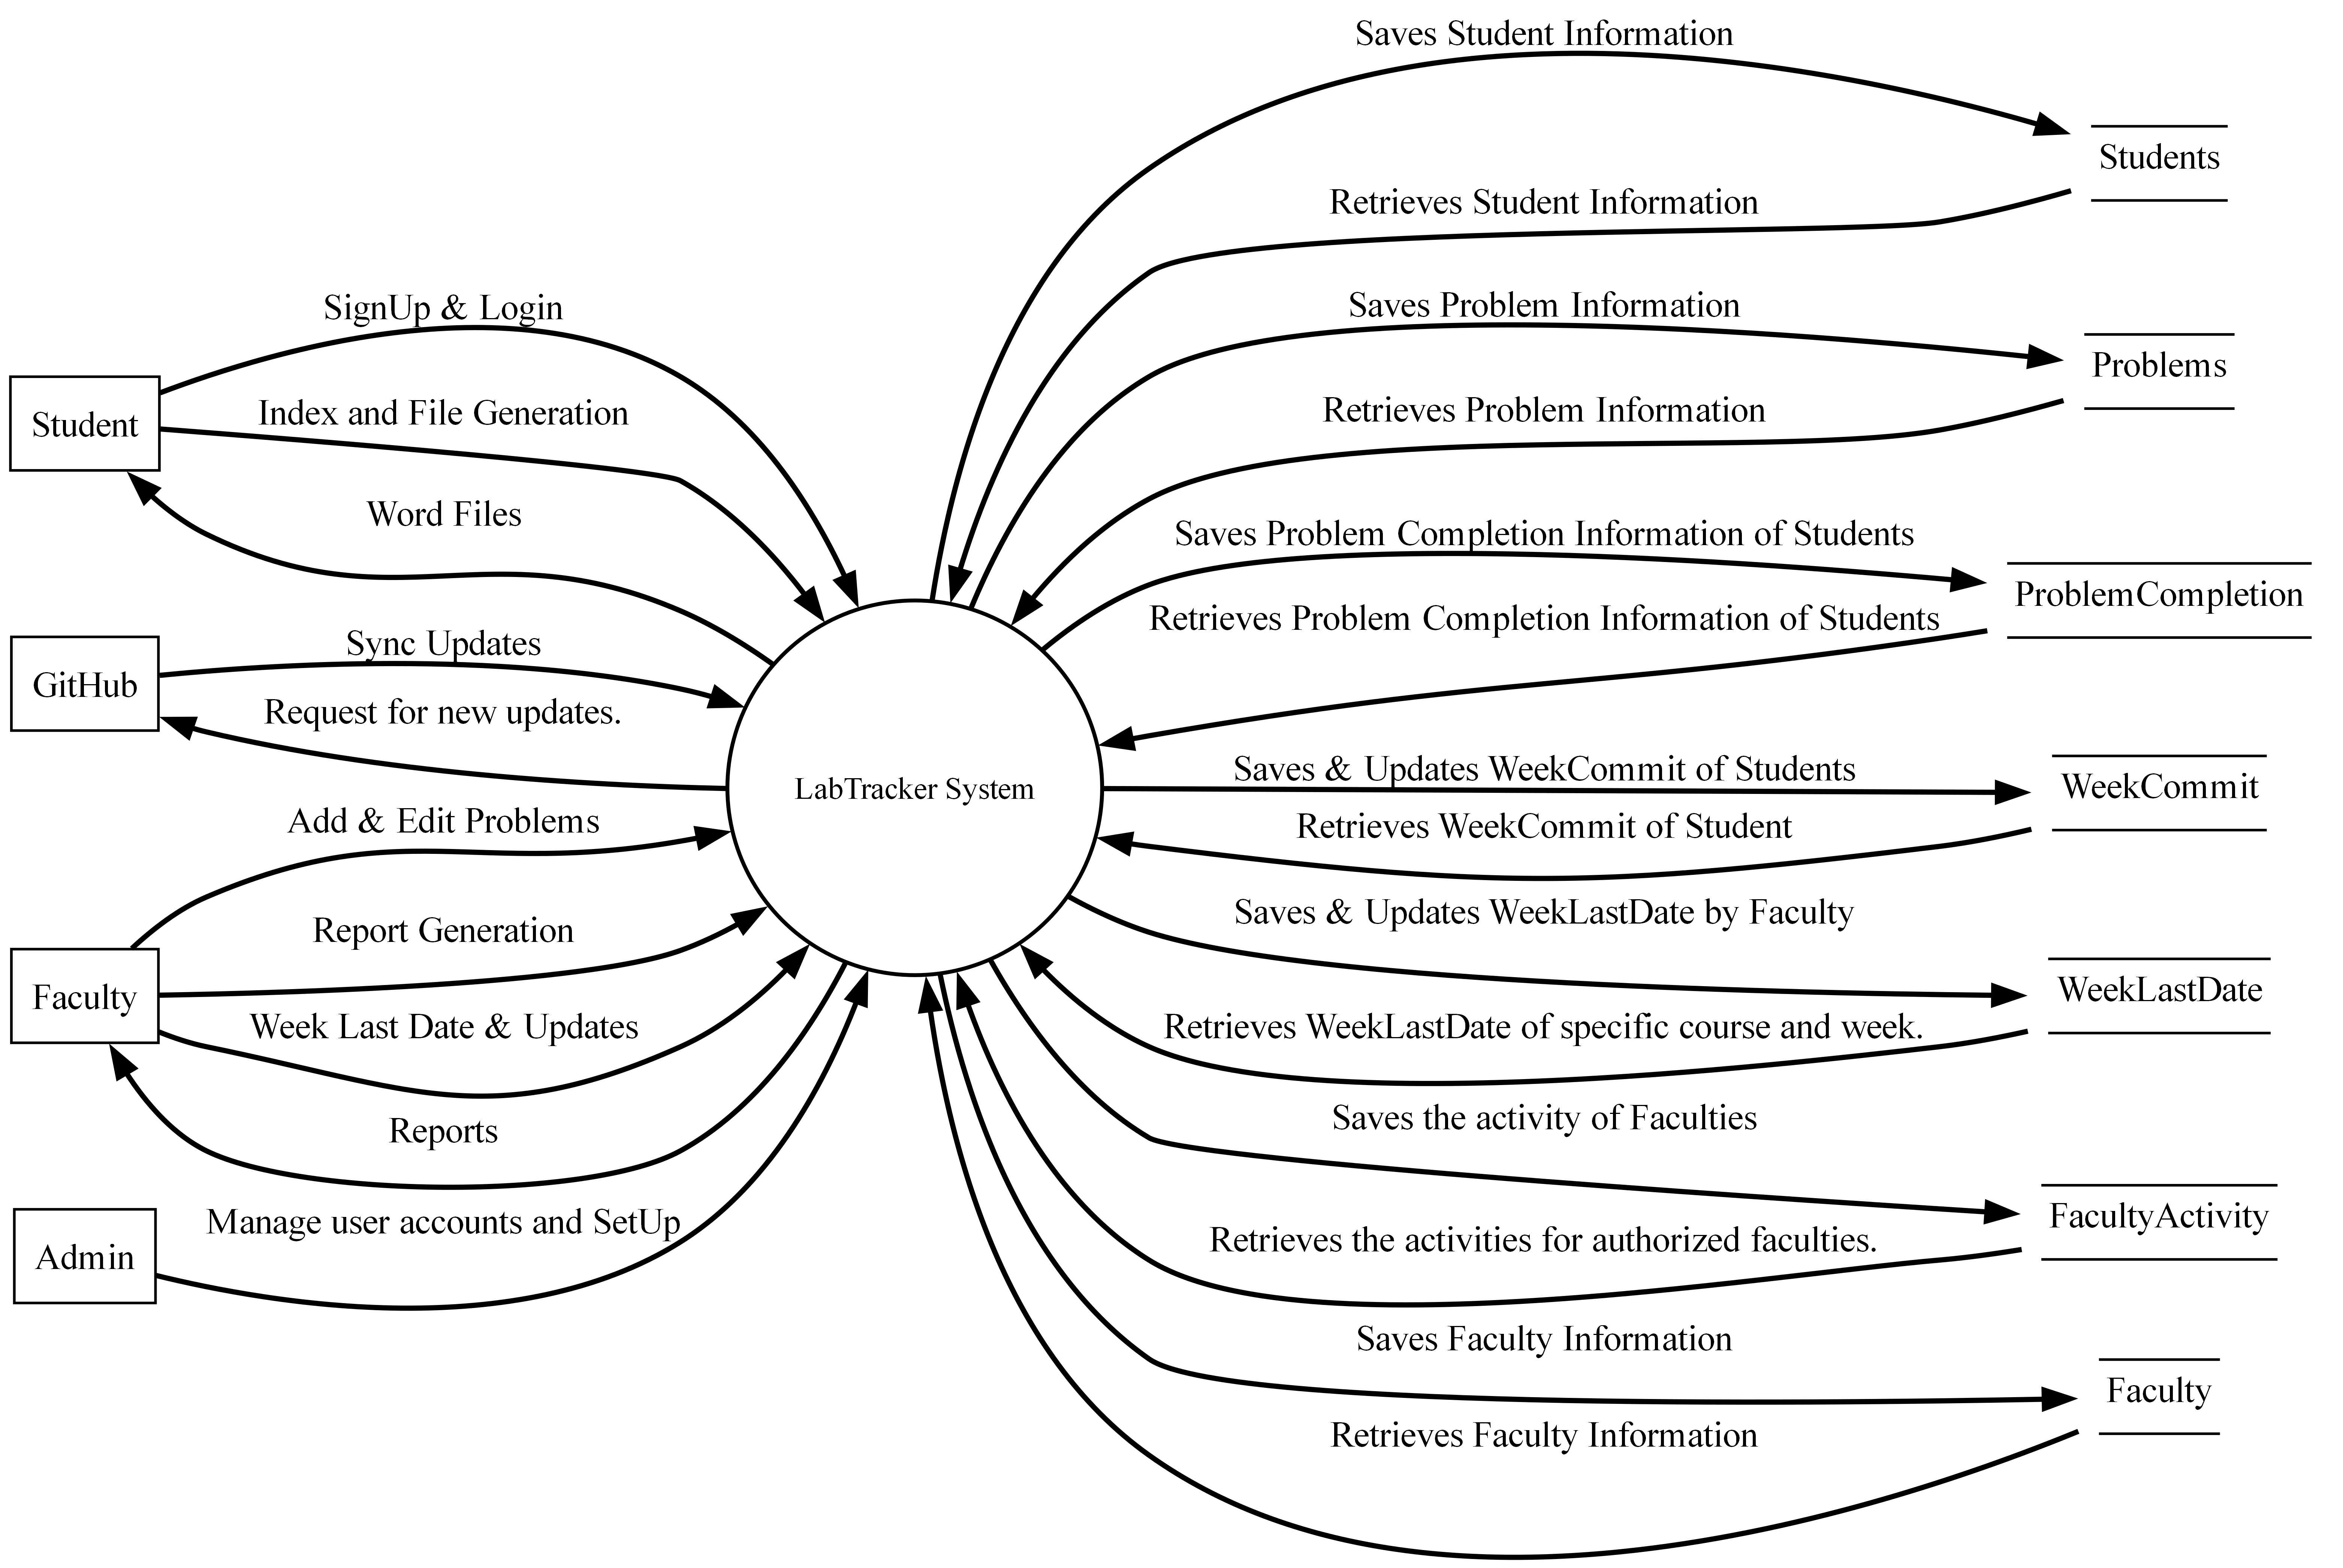 Saves Student Information
Students
Retrieves Student Information
SignUp & Login
Saves Problem Information
Problems
Index and File Generation
Retrieves Problem Information
Student
Word Files
Saves Problem Completion Information of Students
ProblemCompletion
Retrieves Problem Completion Information of Students
Sync Updates
GitHub
Request for new updates.
LabTracker System
Saves & Updates WeekCommit of Students
WeekCommit
Add & Edit Problems
Retrieves WeekCommit of Student
Report Generation
Saves & Updates WeekLastDate by Faculty
Faculty
WeekLastDate
Week Last Date & Updates
Retrieves WeekLastDate of specific course and week.
Reports
Saves the activity of Faculties
Manage user accounts and SetUp
FacultyActivity
Admin
Retrieves the activities for authorized faculties.
Saves Faculty Information
Faculty
Retrieves Faculty Information